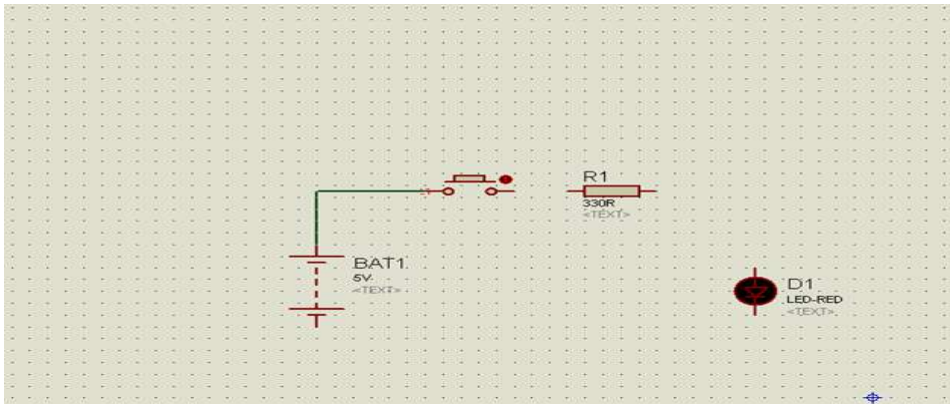 R1
330R
<TEXT>
BAT1
5V
<TEXT>
D1
LED-RED
<TEXT>